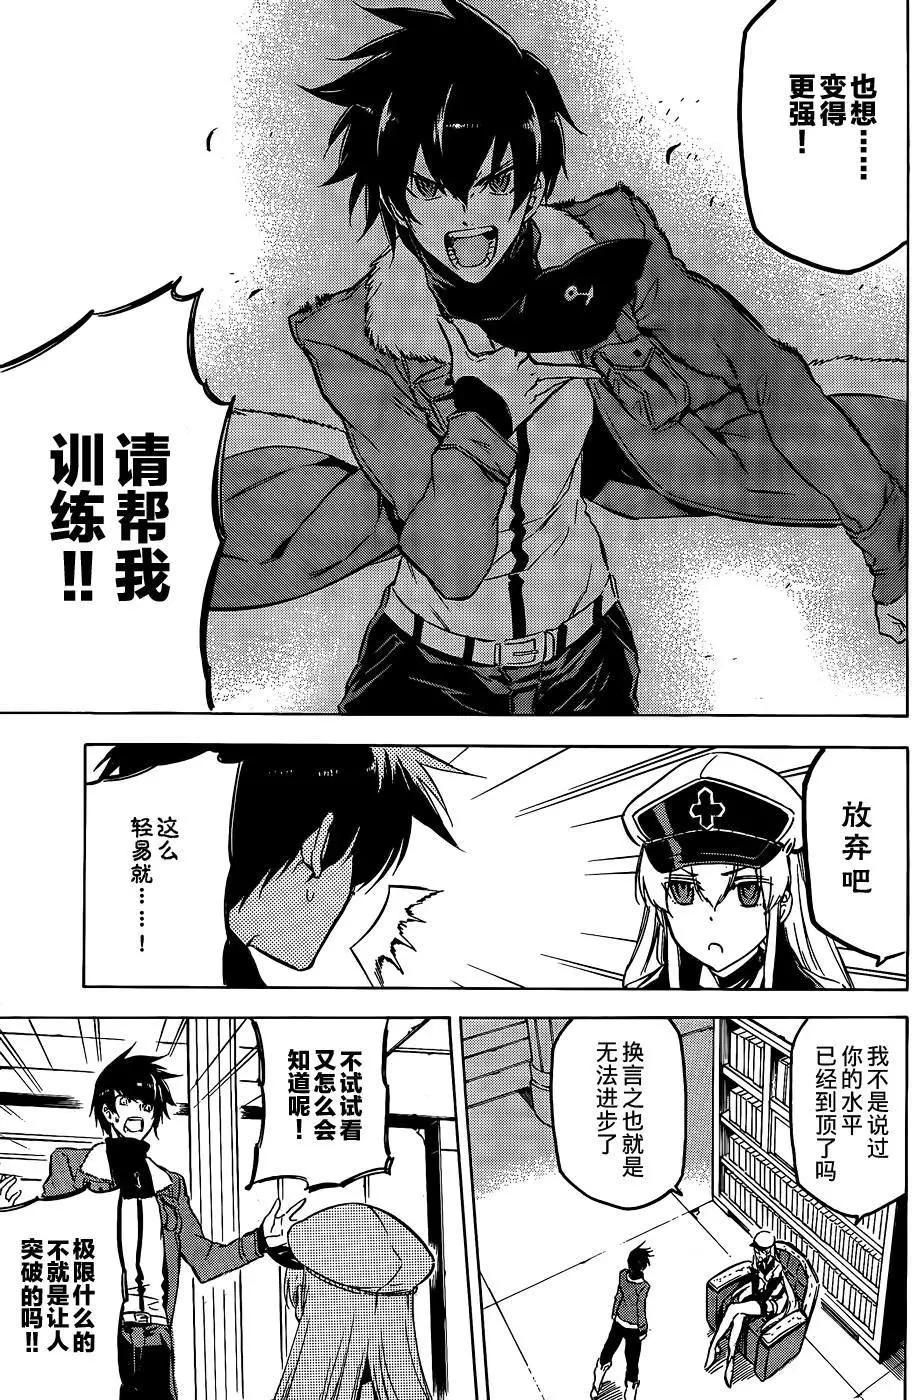 也想……
变得
更强！
请帮我
训练!!
放弃吧
这么
轻易就……！
我不是说过
你的水平
已经到顶了吗
换言之也就是
无法进步了
不试试看
又怎么会
知道呢！
极限什么的
不就是让人
突破的吗!!